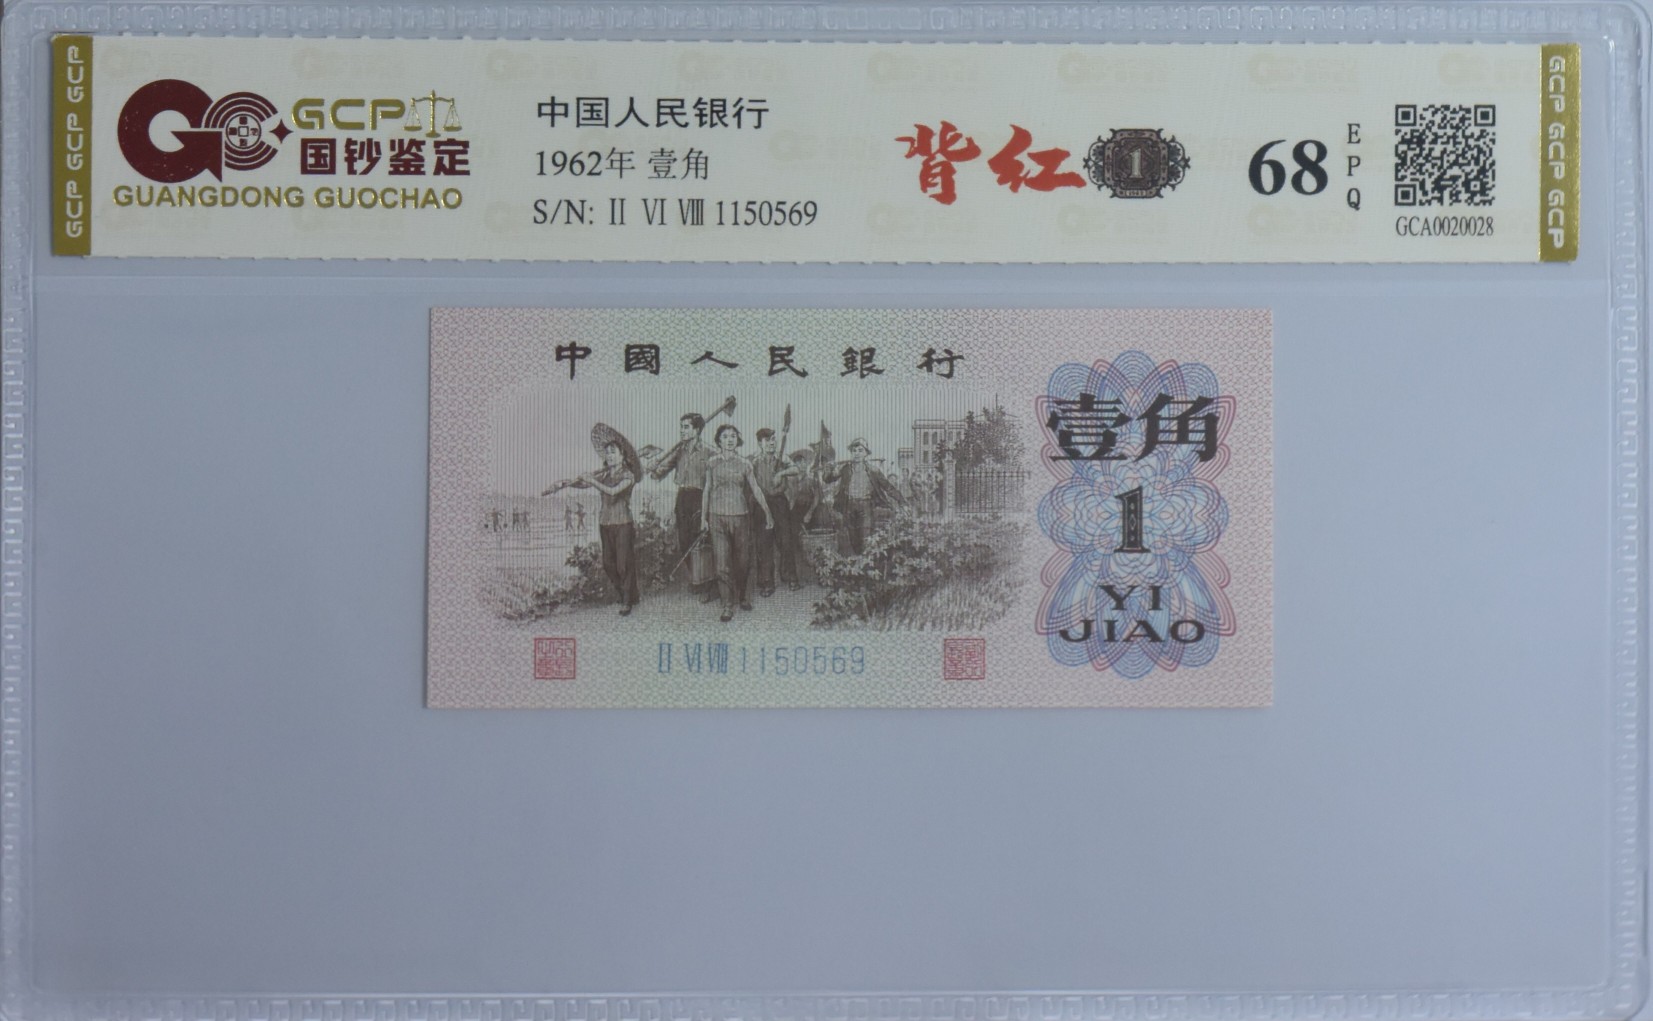 GCP
国钞鉴定
GUANGDONG GUOCHAO
中国人民银行
1962年 壹角
S/N: Ⅱ Ⅵ Ⅷ 1150569
背红
1
68
EPQ
GCA0020028
GCP GCP GCP
GCP GCP GCP
中國人民銀行
壹角
1
YI
JIAO
Ⅱ Ⅵ Ⅷ 1150569